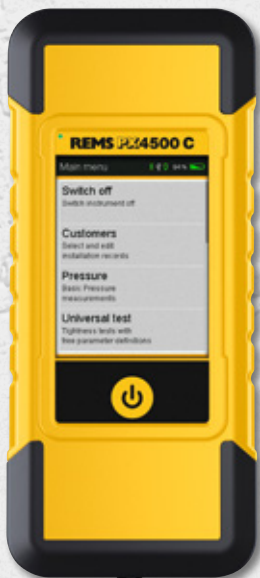 REMS PX4500 C
Main menu 94%
Switch off
Switch instrument off
Customers
Select and edit
installation records
Pressure
Basic Pressure
measurements
Universal test
Tightness tests with
free parameter definitions